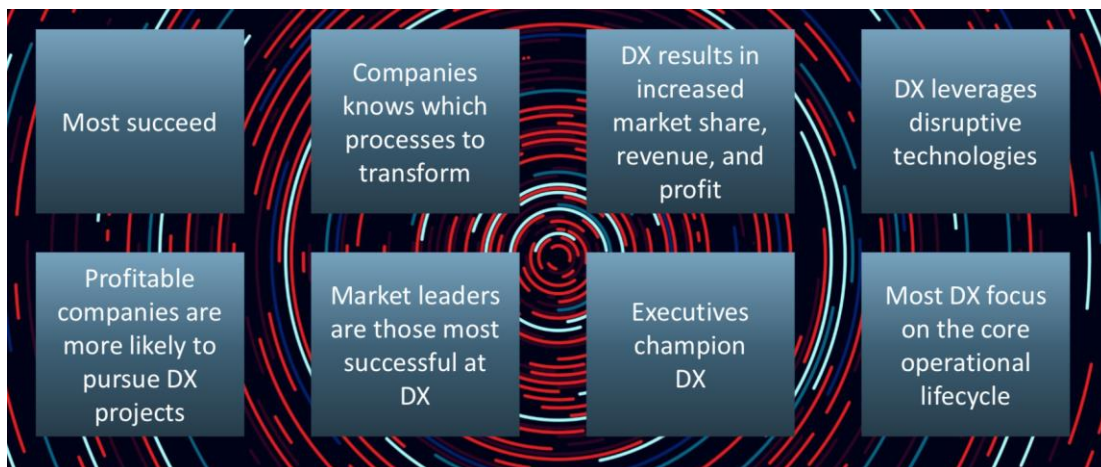 Most succeed
Companies
knows which
processes to
transform
DX results in
increased
market share,
revenue, and
profit
DX leverages
disruptive
technologies
Profitable
companies are
more likely to
pursue DX
projects
Market leaders
are those most
successful at
DX
Executives
champion
DX
Most DX focus
on the core
operational
lifecycle